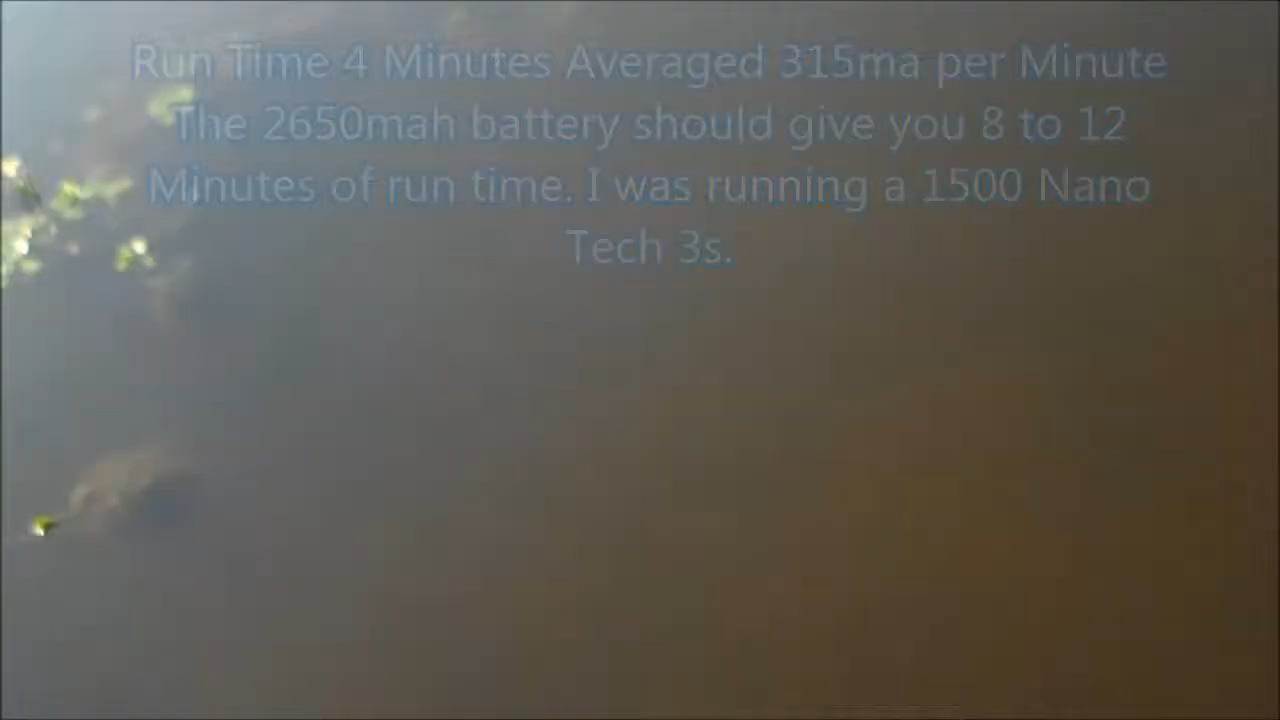 Run Time 4 Minutes Averaged 315ma per Minute
The 2650mah battery should give you 8 to 12
Minutes of run time. I was running a 1500 Nano
Tech 3s.